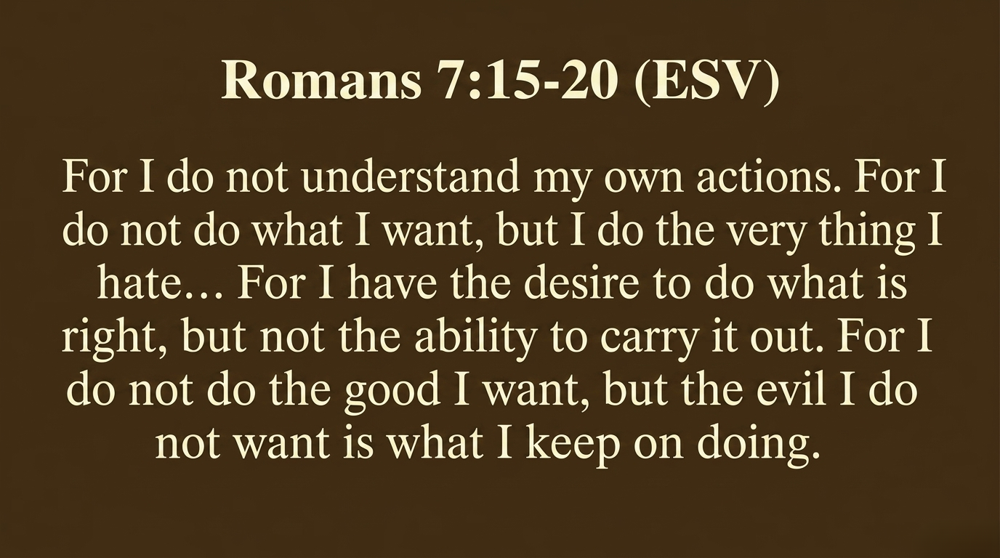 Romans 7:15-20 (ESV)
For I do not understand my own actions. For I
do not do what I want, but I do the very thing I
hate… For I have the desire to do what is
right, but not the ability to carry it out. For I
do not do the good I want, but the evil I do
not want is what I keep on doing.